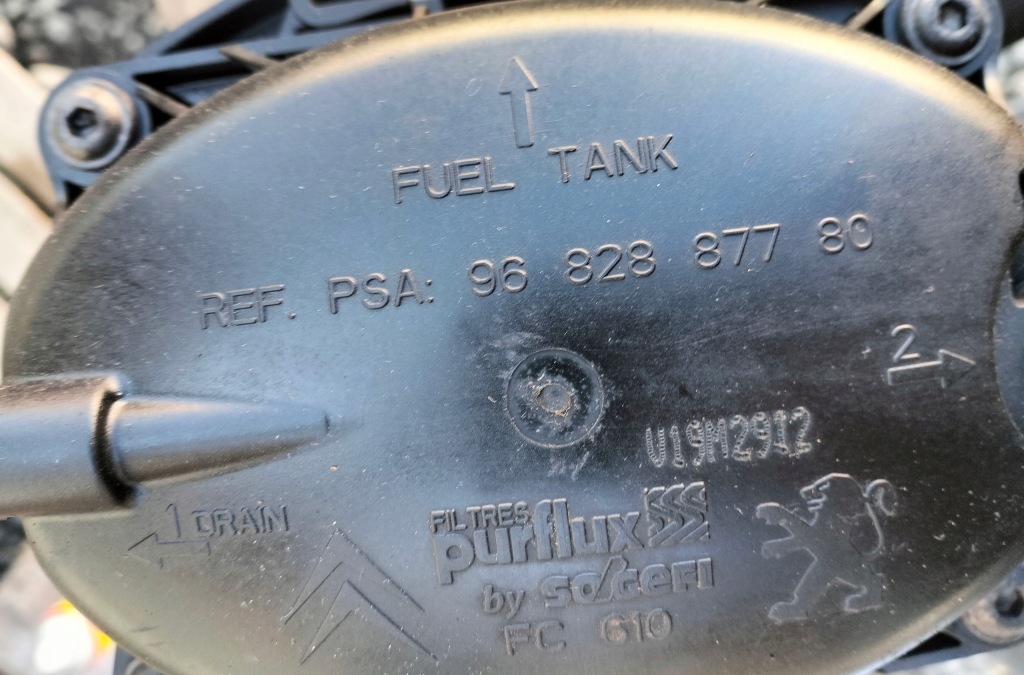 FUEL TANK
REF. PSA: 96 828 877 80
2
U19M2912
1 DRAIN
FILTRES
purflux
by SOGEFI
FC 610